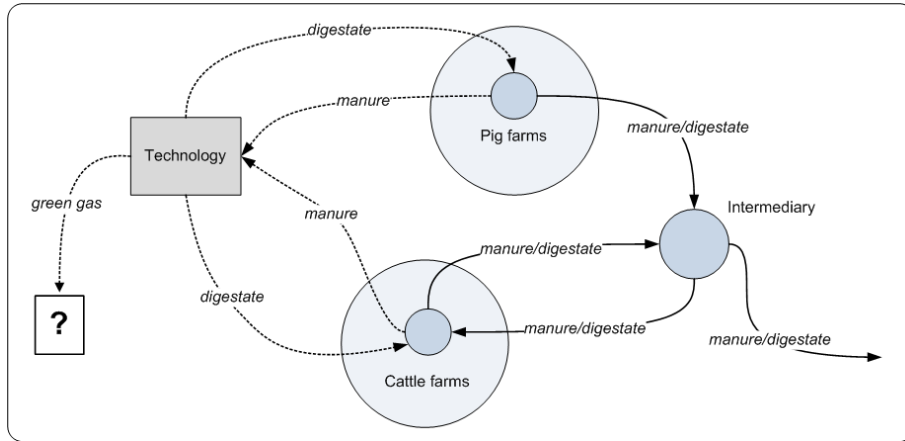 digestate
manure
Pig farms
manure/digestate
Technology
green gas
manure
Intermediary
manure/digestate
digestate
?
manure/digestate
manure/digestate
Cattle farms